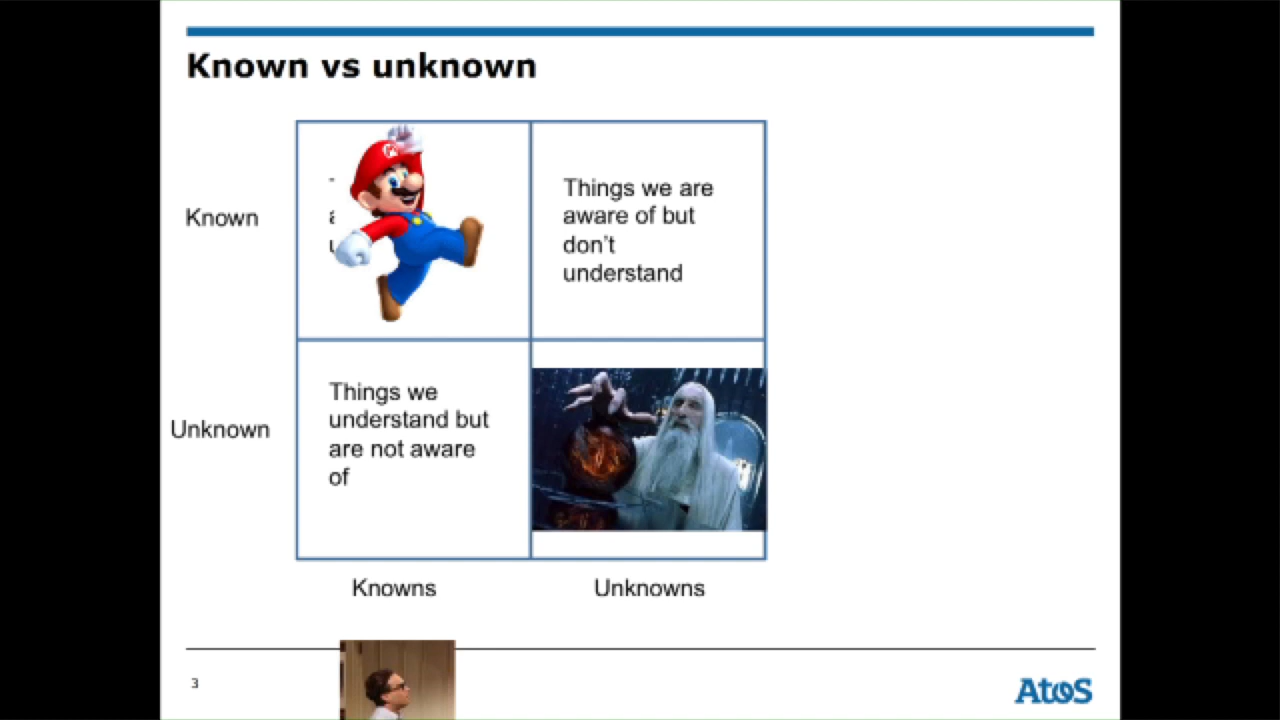 Known vs unknown
Known
Things we are
aware of but
don't
understand
Unknown
Things we
understand but
are not aware
of
Knowns
Unknowns
3
Atos